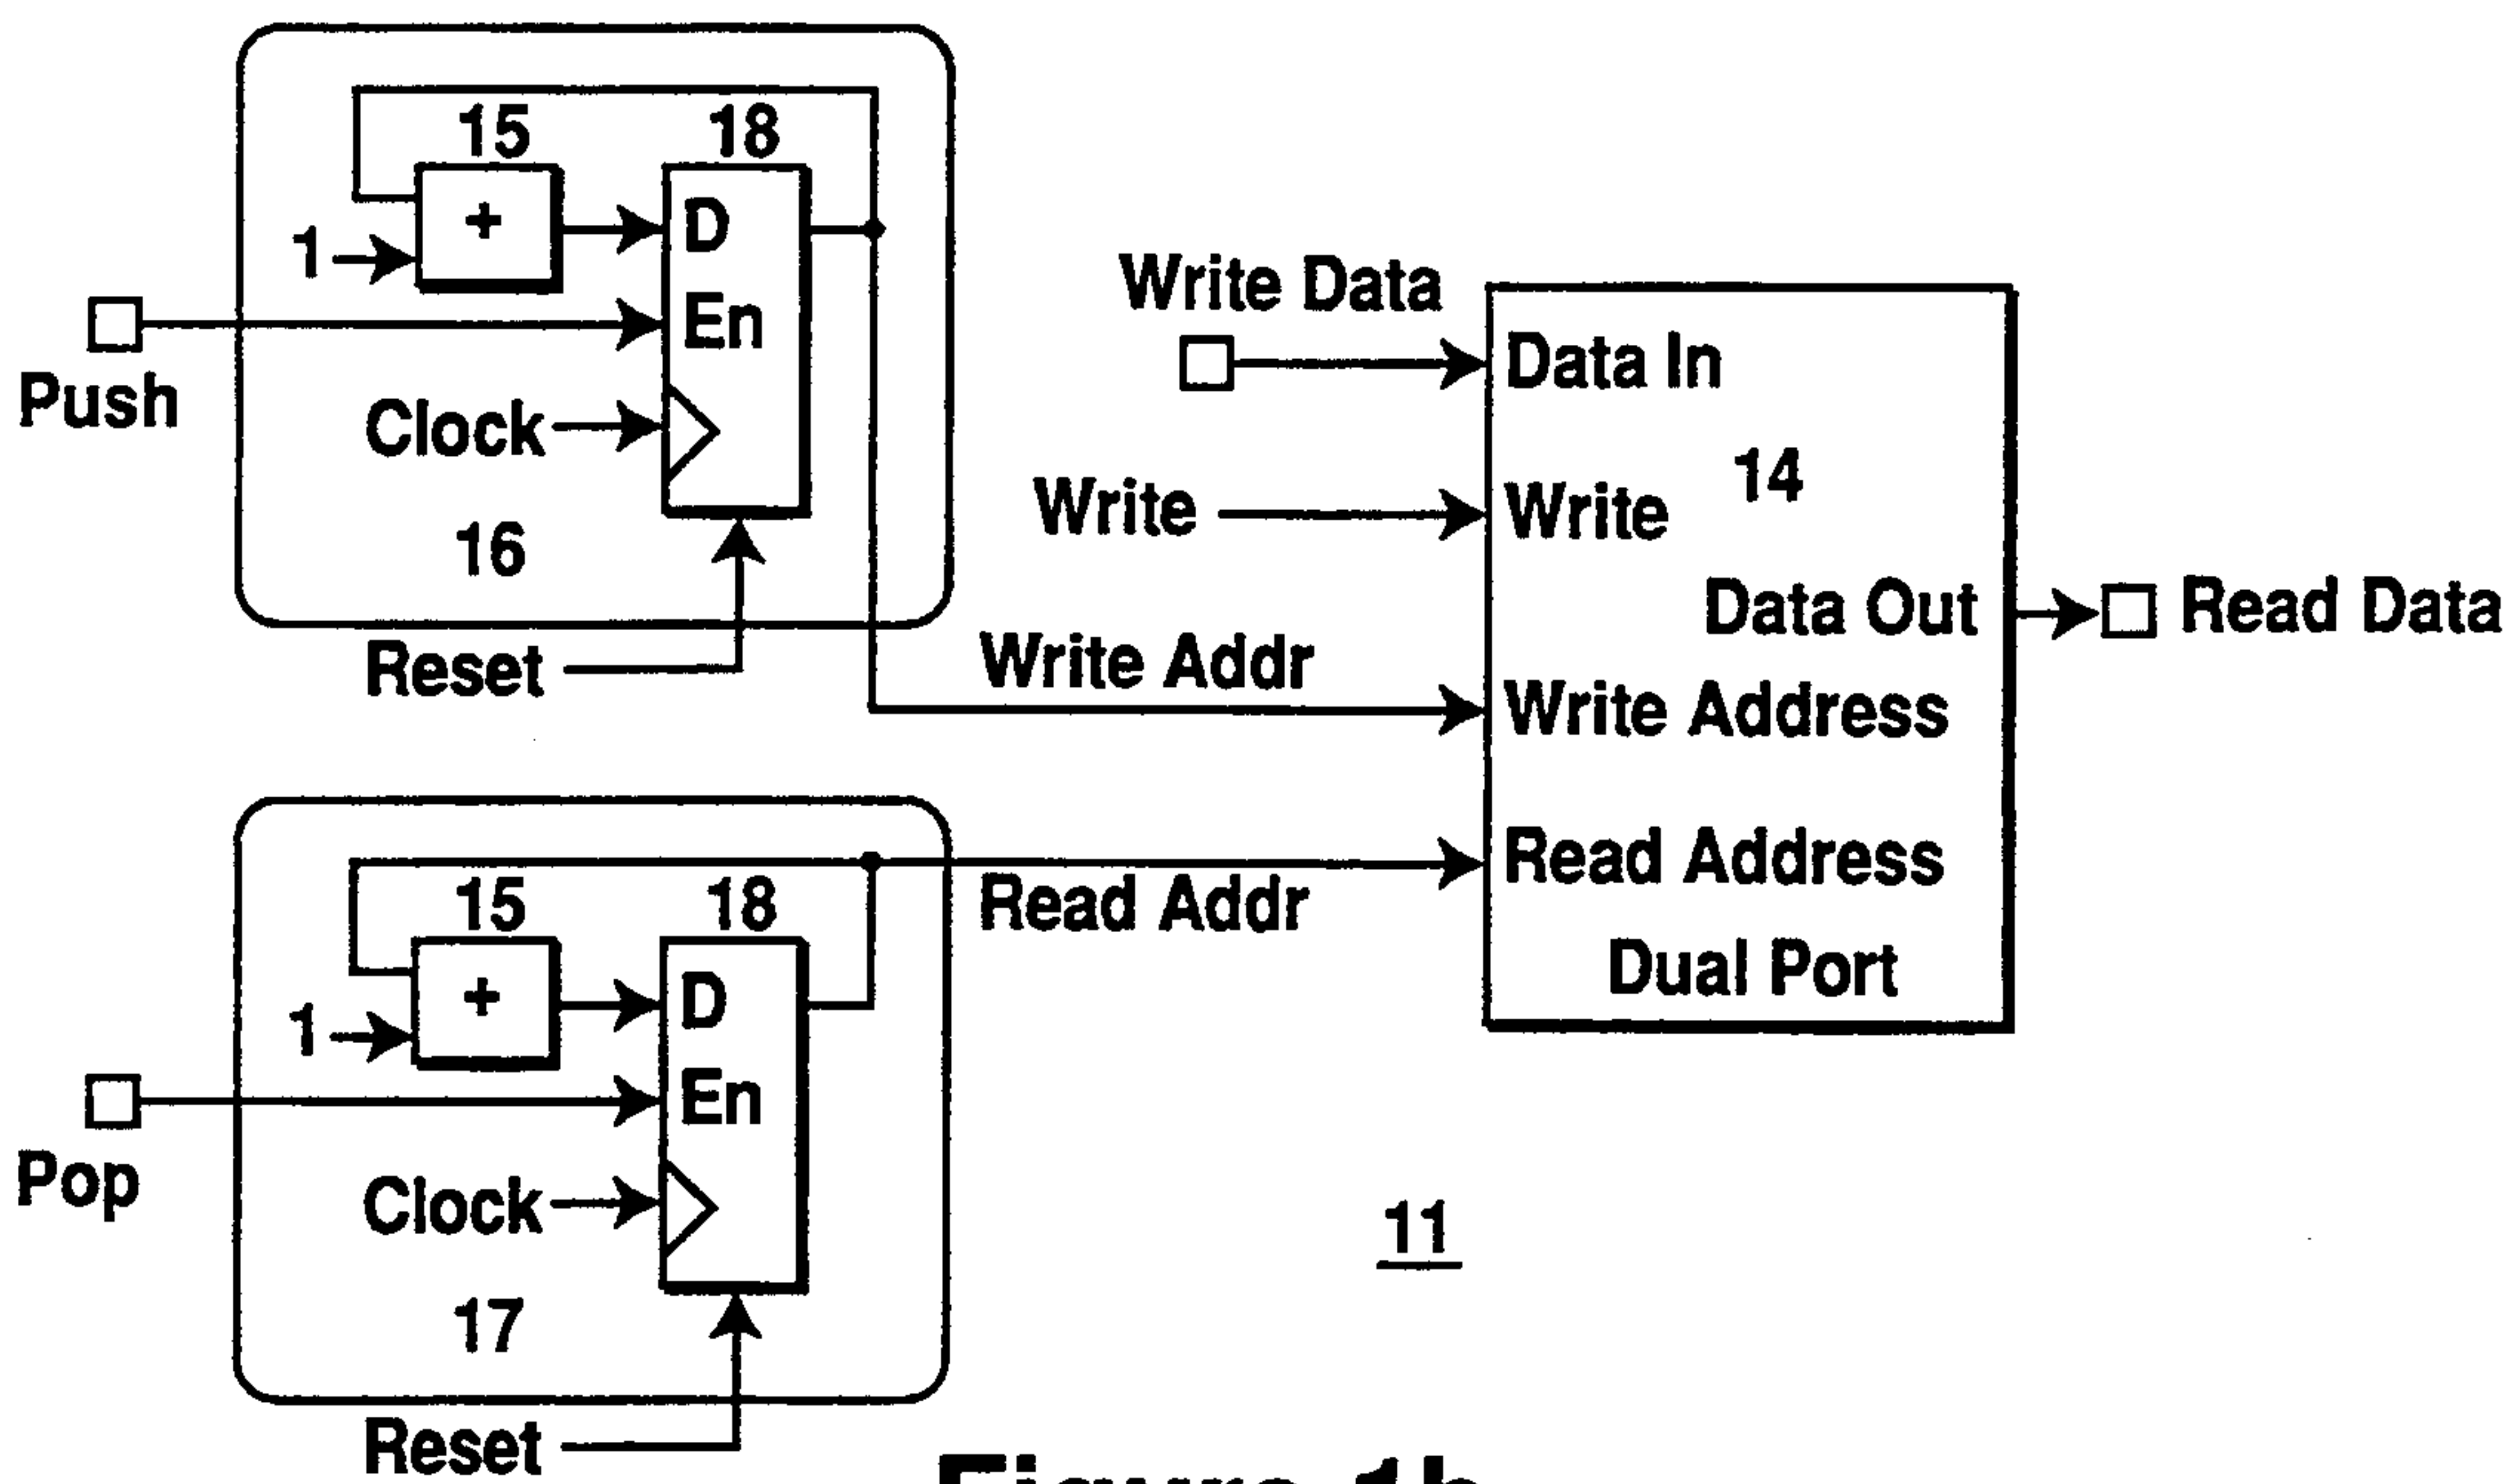 15
18
+
D
1
En
Push
Clock
16
Reset
Write Data
Data In
14
Write
Write
Data Out
Read Data
Write Addr
Write Address
Read Address
Read Addr
Dual Port
15
18
+
D
1
En
Pop
Clock
17
Reset
11
Figure 1b